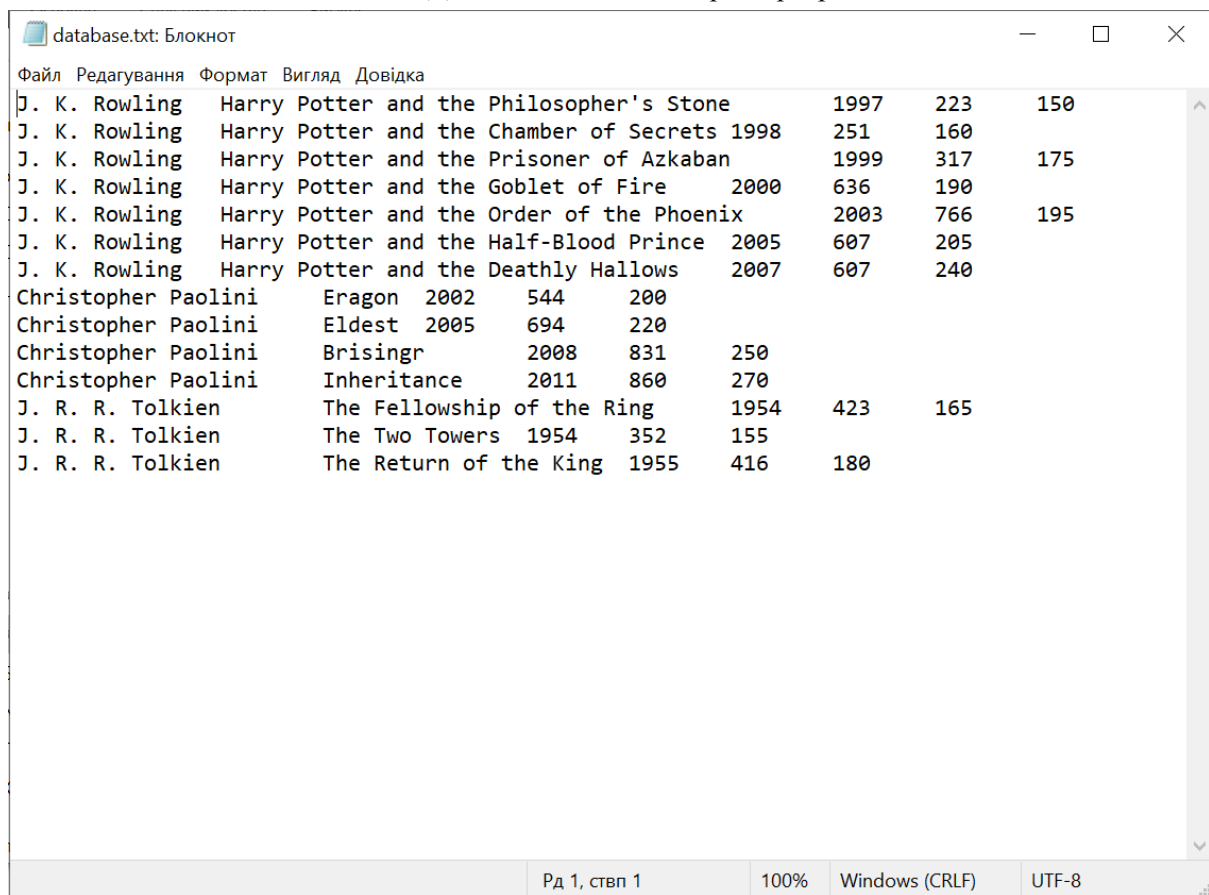 database.txt: Блокнот
Файл Редагування Формат Вигляд Довідка
J. K. Rowling	Harry Potter and the Philosopher's Stone	1997	223	150
J. K. Rowling	Harry Potter and the Chamber of Secrets	1998	251	160
J. K. Rowling	Harry Potter and the Prisoner of Azkaban	1999	317	175
J. K. Rowling	Harry Potter and the Goblet of Fire	2000	636	190
J. K. Rowling	Harry Potter and the Order of the Phoenix	2003	766	195
J. K. Rowling	Harry Potter and the Half-Blood Prince	2005	607	205
J. K. Rowling	Harry Potter and the Deathly Hallows	2007	607	240
Christopher Paolini	Eragon	2002	544	200
Christopher Paolini	Eldest	2005	694	220
Christopher Paolini	Brisingr	2008	831	250
Christopher Paolini	Inheritance	2011	860	270
J. R. R. Tolkien	The Fellowship of the Ring	1954	423	165
J. R. R. Tolkien	The Two Towers	1954	352	155
J. R. R. Tolkien	The Return of the King	1955	416	180
Рд 1, ствп 1	100%	Windows (CRLF)	UTF-8